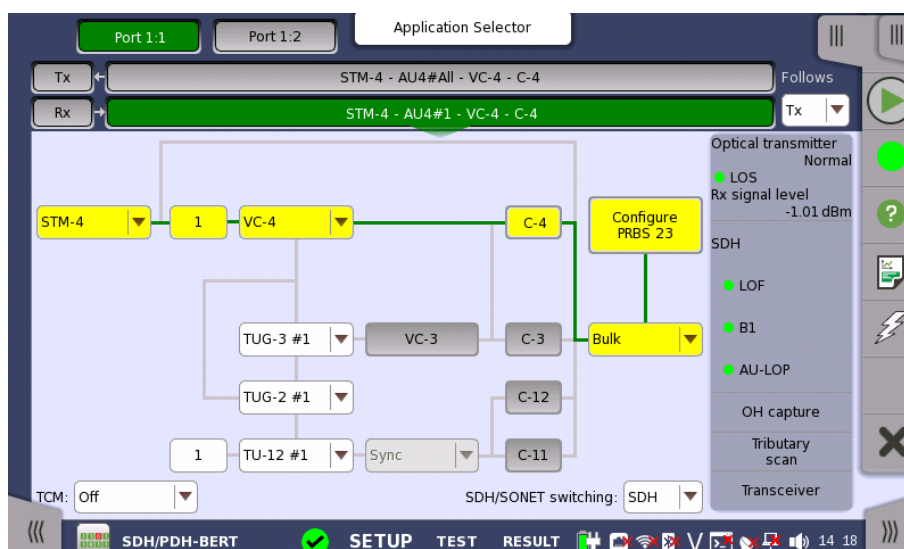 Port 1:1
Port 1:2
Application Selector
Tx
STM-4 - AU4#All - VC-4 - C-4
Follows
Rx
STM-4 - AU4#1 - VC-4 - C-4
Tx
Optical transmitter
Normal
LOS
Rx signal level
-1.01 dBm
STM-4
1
VC-4
C-4
Configure
PRBS 23
SDH
LOF
TUG-3 #1
VC-3
C-3
Bulk
B1
AU-LOP
TUG-2 #1
C-12
OH capture
1
TU-12 #1
Sync
C-11
Tributary
scan
TCM: Off
SDH/SONET switching: SDH
Transceiver
SDH/PDH-BERT
SETUP
TEST
RESULT
V
14 18